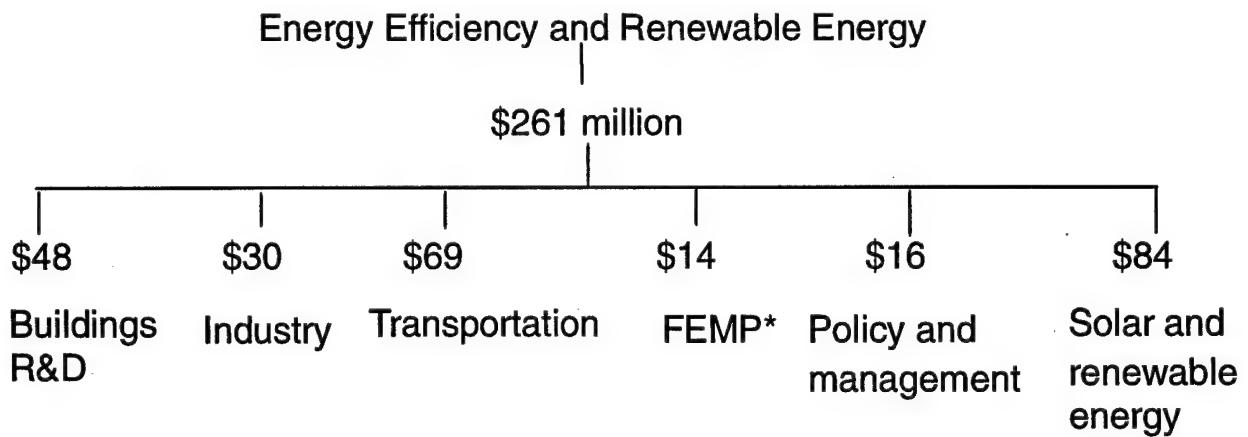 Energy Efficiency and Renewable Energy
$261 million
$48 $30 $69 $14 $16 $84
Buildings R&D
Industry
Transportation
FEMP*
Policy and
management
Solar and
renewable
energy